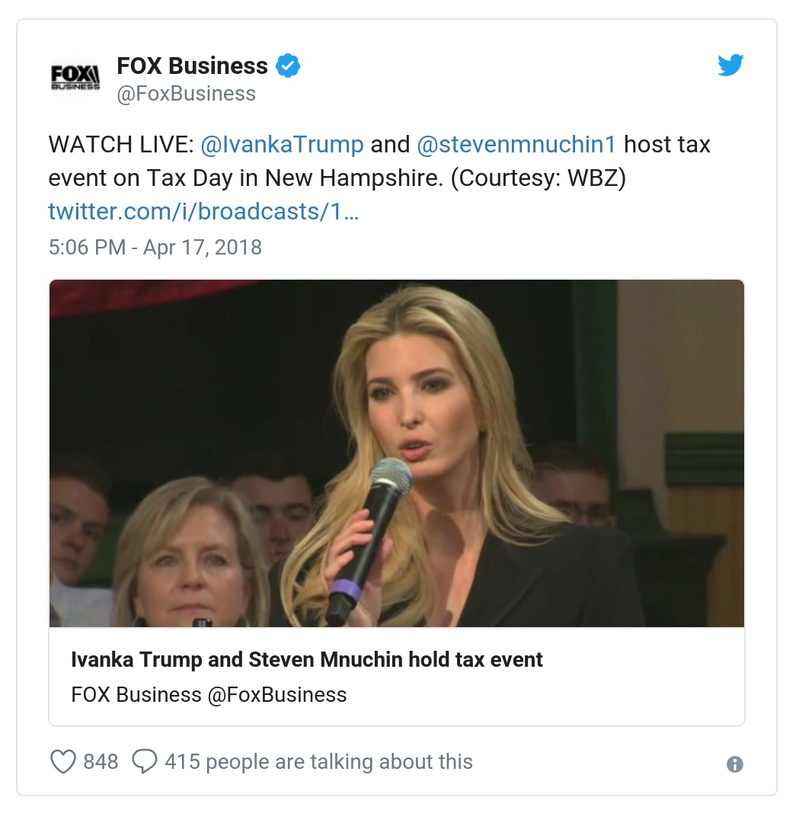 FOX BUSINESS
FOX Business
@FoxBusiness
WATCH LIVE: @IvankaTrump and @stevenmnuchin1 host tax
event on Tax Day in New Hampshire. (Courtesy: WBZ)
twitter.com/i/broadcasts/1…
5:06 PM - Apr 17, 2018
Ivanka Trump and Steven Mnuchin hold tax event
FOX Business @FoxBusiness
848 415 people are talking about this